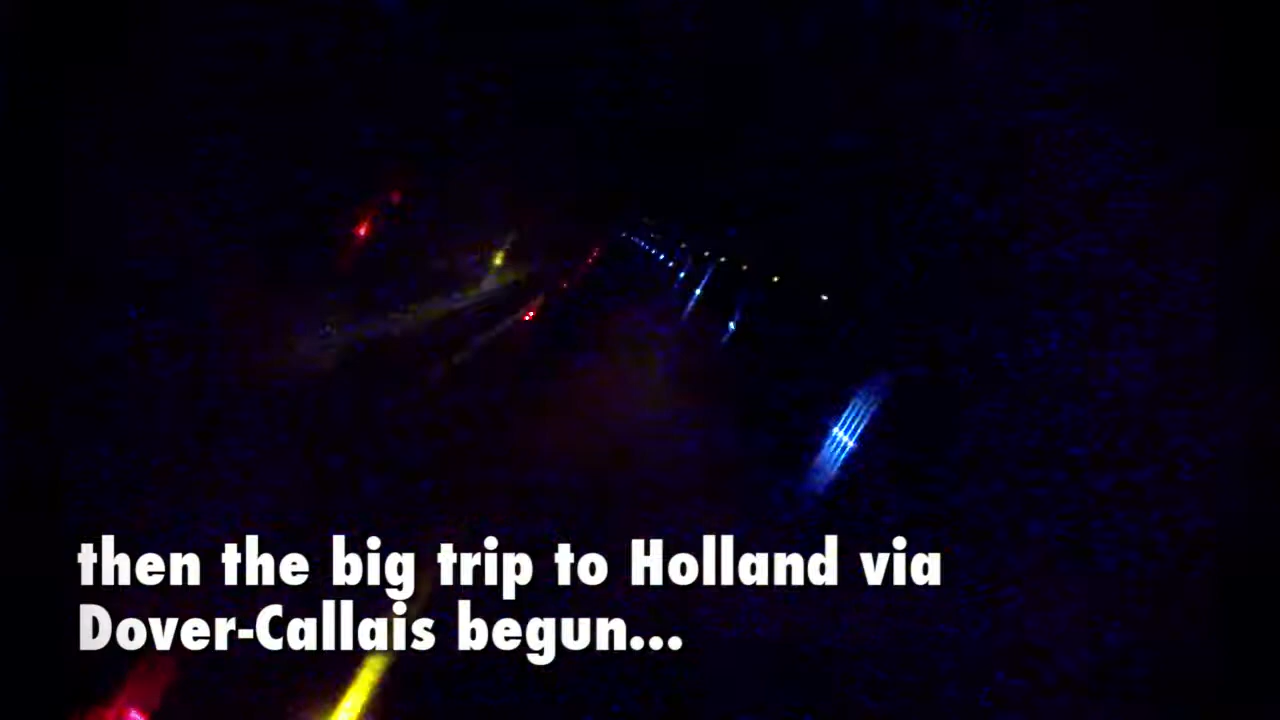 then the big trip to Holland via
Dover-Callais begun...